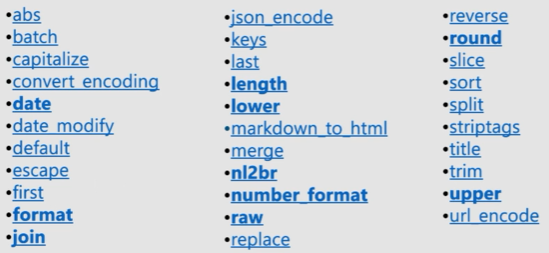 •abs
•batch
•capitalize
•convert_encoding
•date
•date_modify
•default
•escape
•first
•format
•join
•json_encode
•keys
•last
•length
•lower
•markdown_to_html
•merge
•nl2br
•number_format
•raw
•replace
•reverse
•round
•slice
•sort
•split
•striptags
•title
•trim
•upper
•url_encode